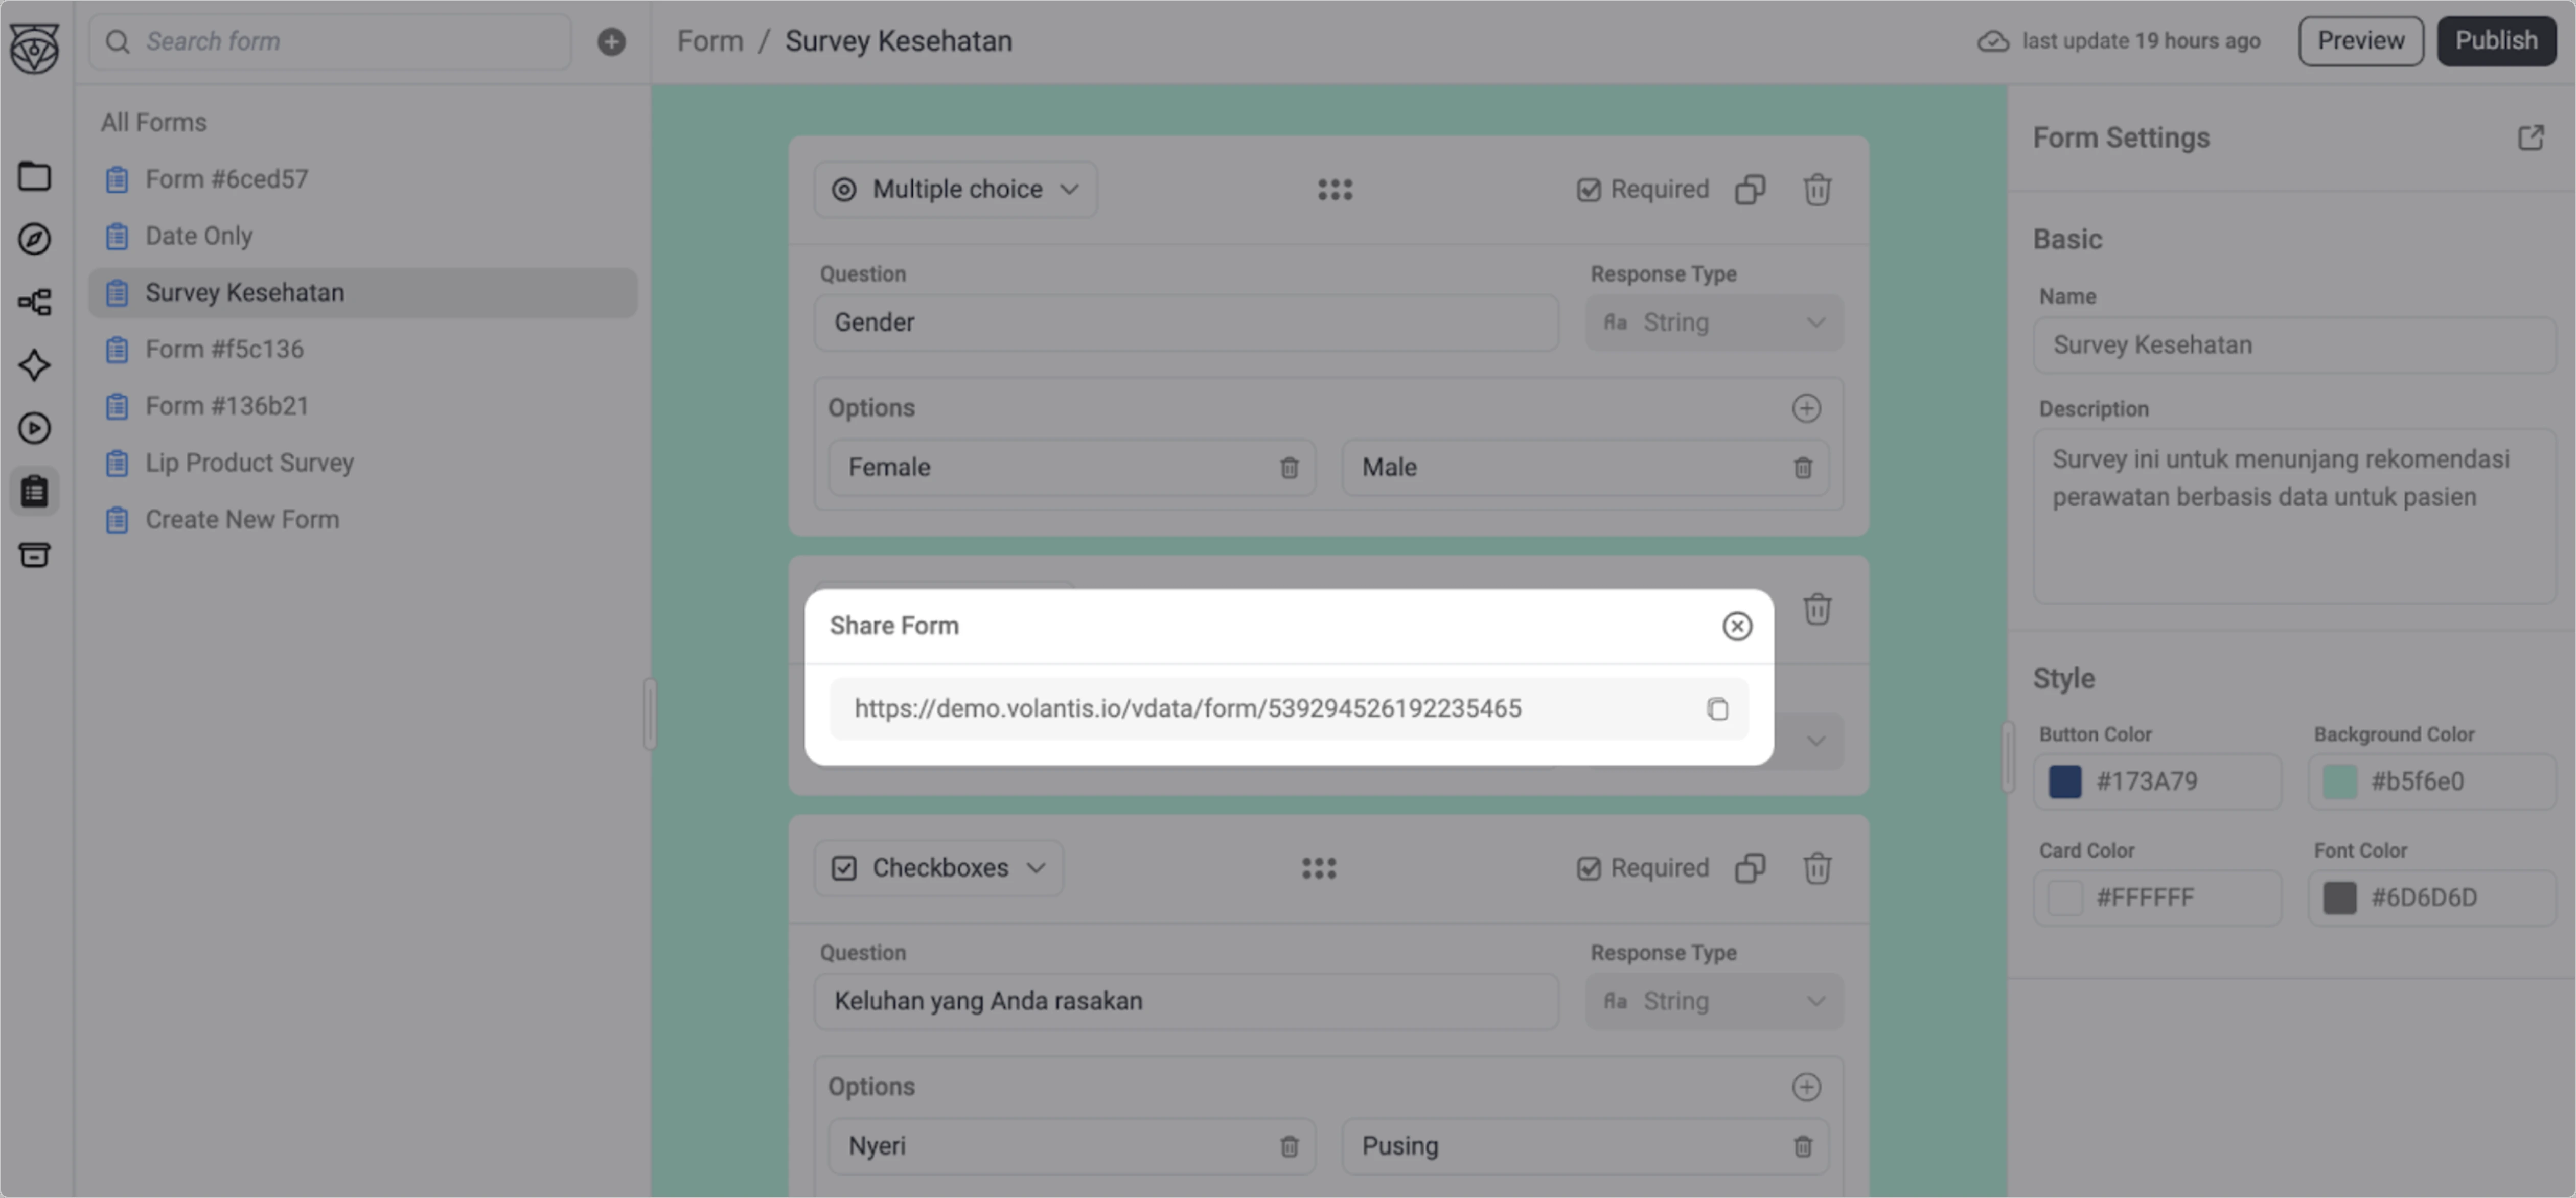 Search form
Form / Survey Kesehatan
last update 19 hours ago
Preview
Publish
All Forms
Form #6ced57
Date Only
Survey Kesehatan
Form #f5c136
Form #136b21
Lip Product Survey
Create New Form
Multiple choice
Required
Question
Response Type
Gender
Aa String
Options
Female
Male
Share Form
https://demo.volantis.io/vdata/form/539294526192235465
Checkboxes
Required
Question
Response Type
Keluhan yang Anda rasakan
Aa String
Options
Nyeri
Pusing
Form Settings
Basic
Name
Survey Kesehatan
Description
Survey ini untuk menunjang rekomendasi
perawatan berbasis data untuk pasien
Style
Button Color
Background Color
#173A79
#b5f6e0
Card Color
Font Color
#FFFFFF
#6D6D6D